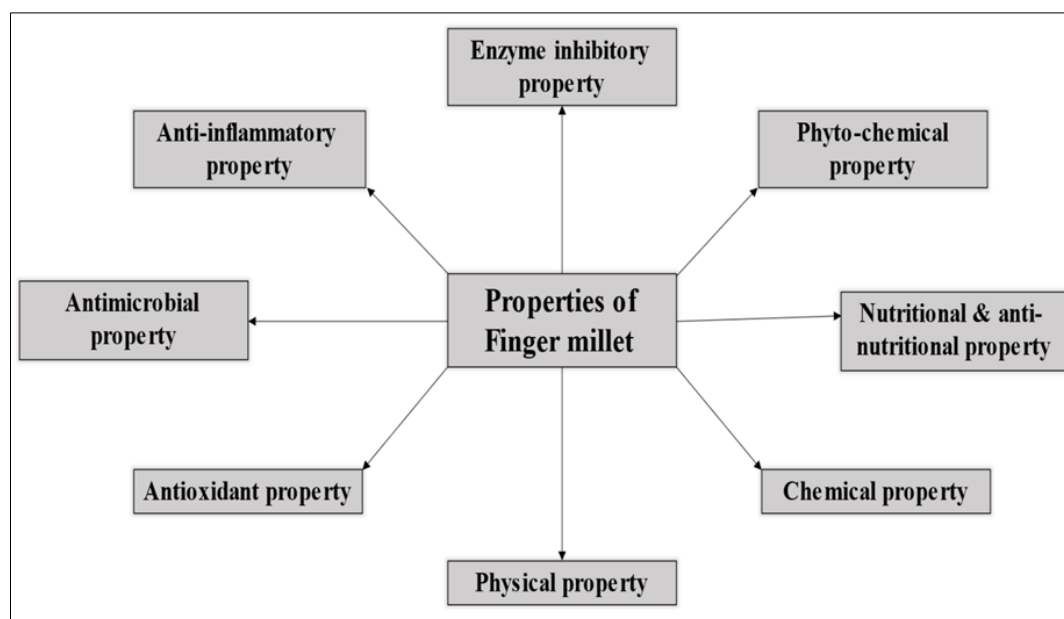 Enzyme inhibitory
property
Anti-inflammatory
property
Phyto-chemical
property
Antimicrobial
property
Properties of
Finger millet
Nutritional & anti-
nutritional property
Antioxidant property
Chemical property
Physical property